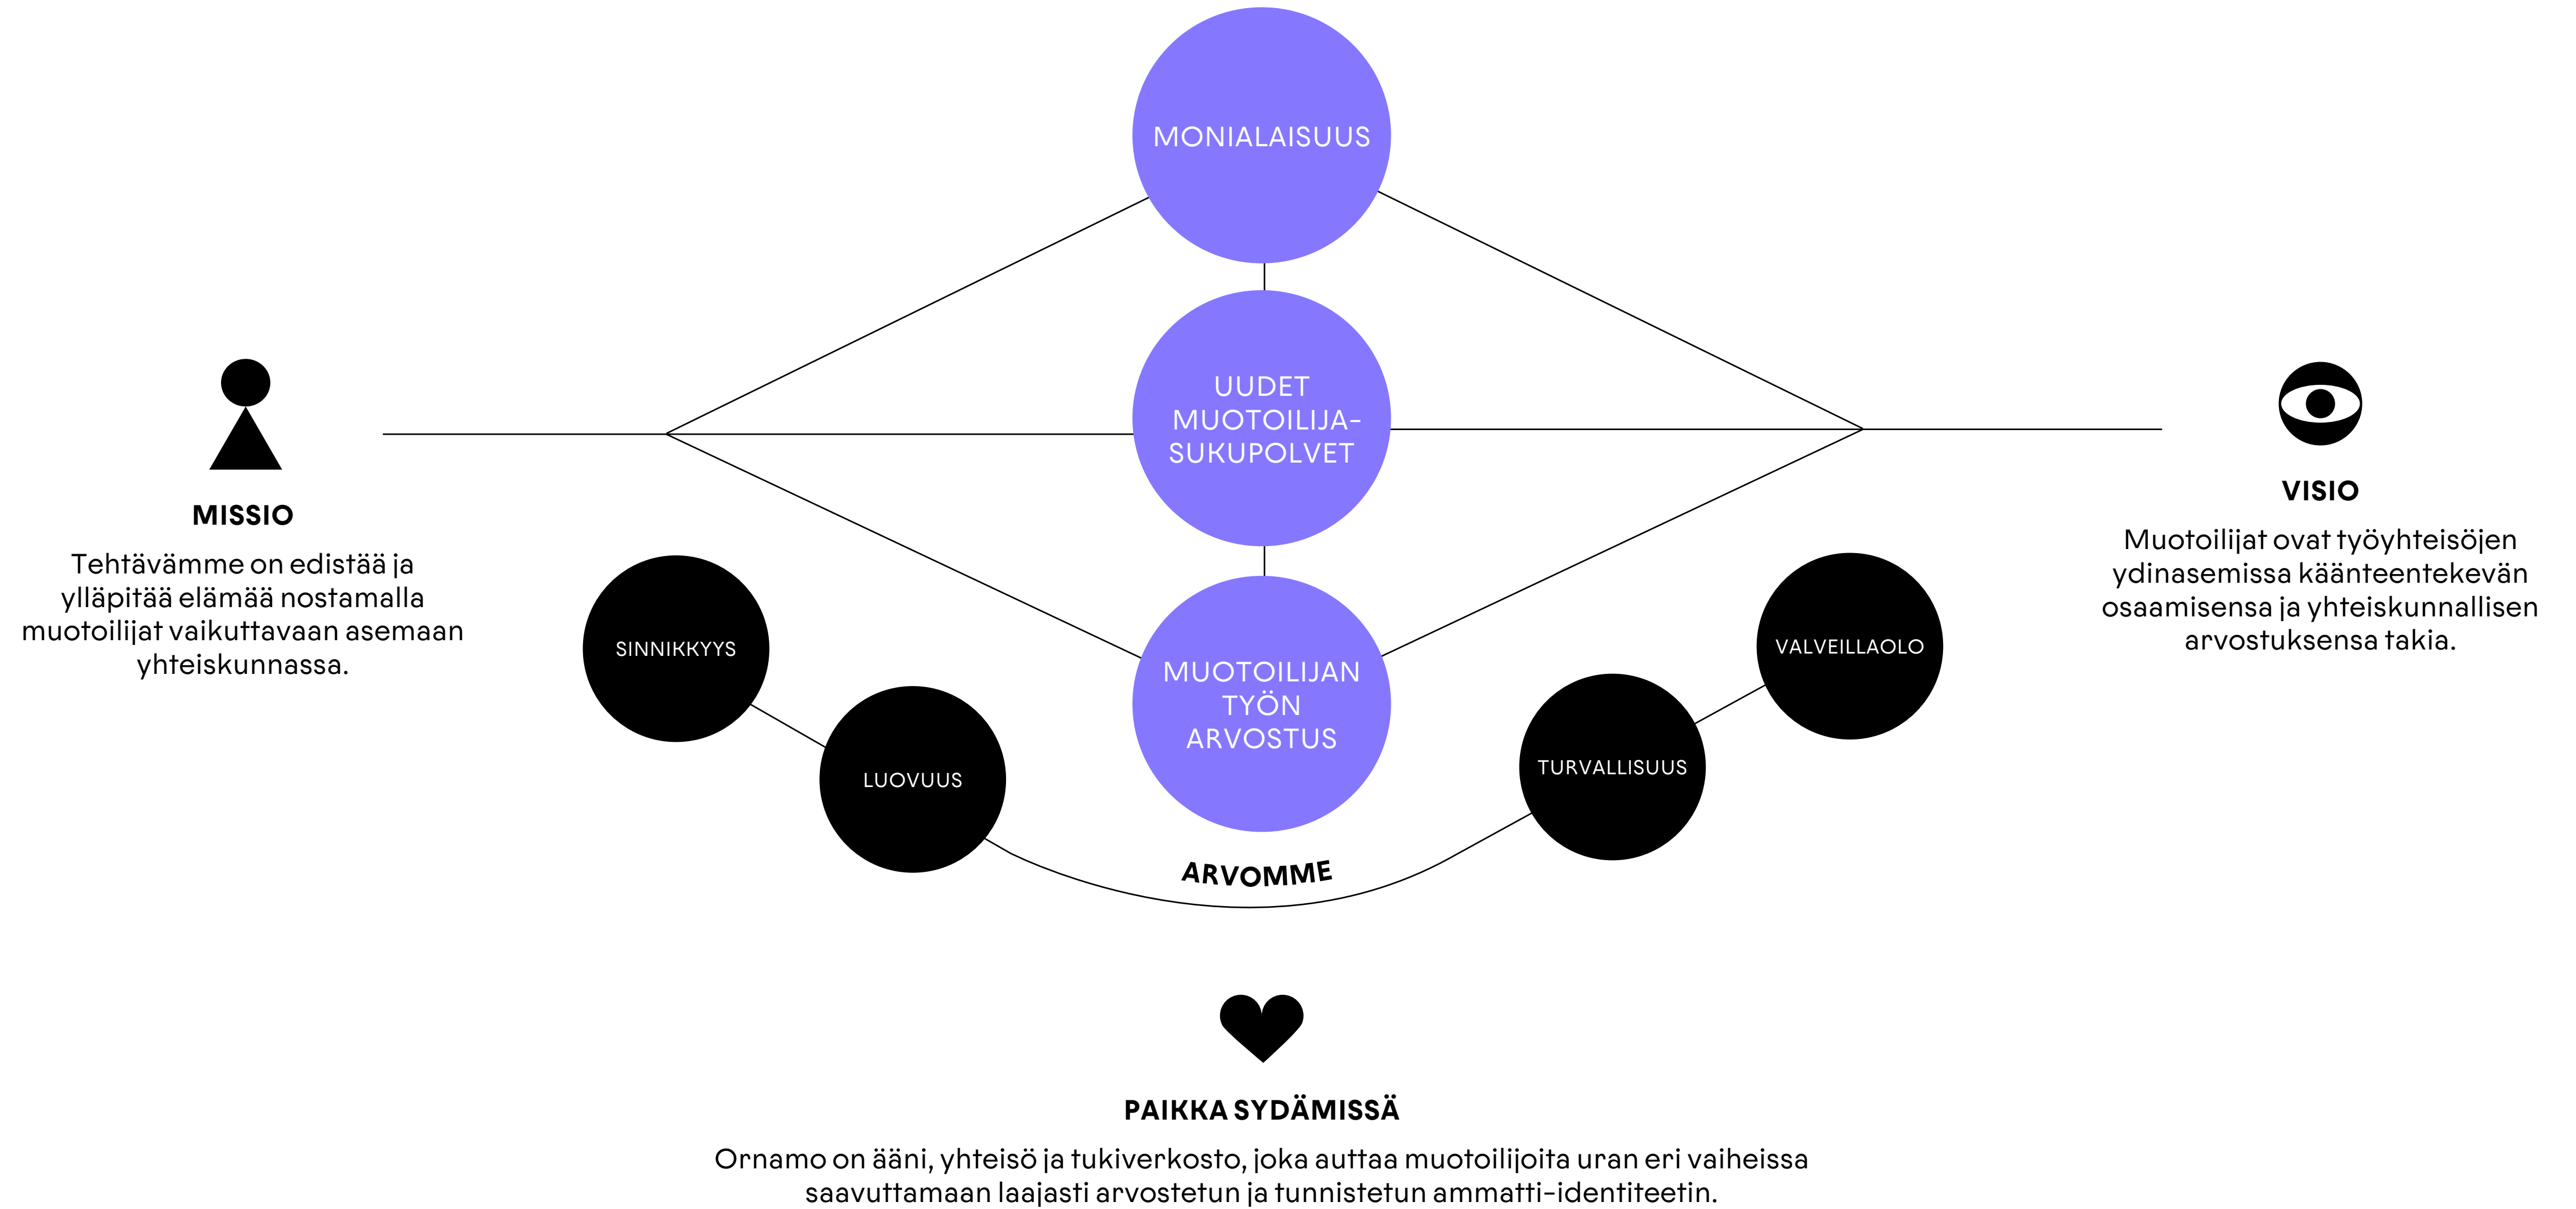 MONIALAISUUS
UUDET
MUOTOILIJA-
SUKUPOLVET
MUOTOILIJAN
TYÖN
ARVOSTUS
MISSIO
Tehtävämme on edistää ja
ylläpitää elämää nostamalla
muotoilijat vaikuttavaan asemaan
yhteiskunnassa.
VISIO
Muotoilijat ovat työyhteisöjen
ydinasemissa käänteentekevän
osaamisensa ja yhteiskunnallisen
arvostuksensa takia.
SINNIKKYYS
LUOVUUS
ARVOMME
TURVALLISUUS
VALVEILLAOLO
PAIKKA SYDÄMISSÄ
Ornamo on ääni, yhteisö ja tukiverkosto, joka auttaa muotoilijoita uran eri vaiheissa
saavuttamaan laajasti arvostetun ja tunnistetun ammatti-identiteetin.